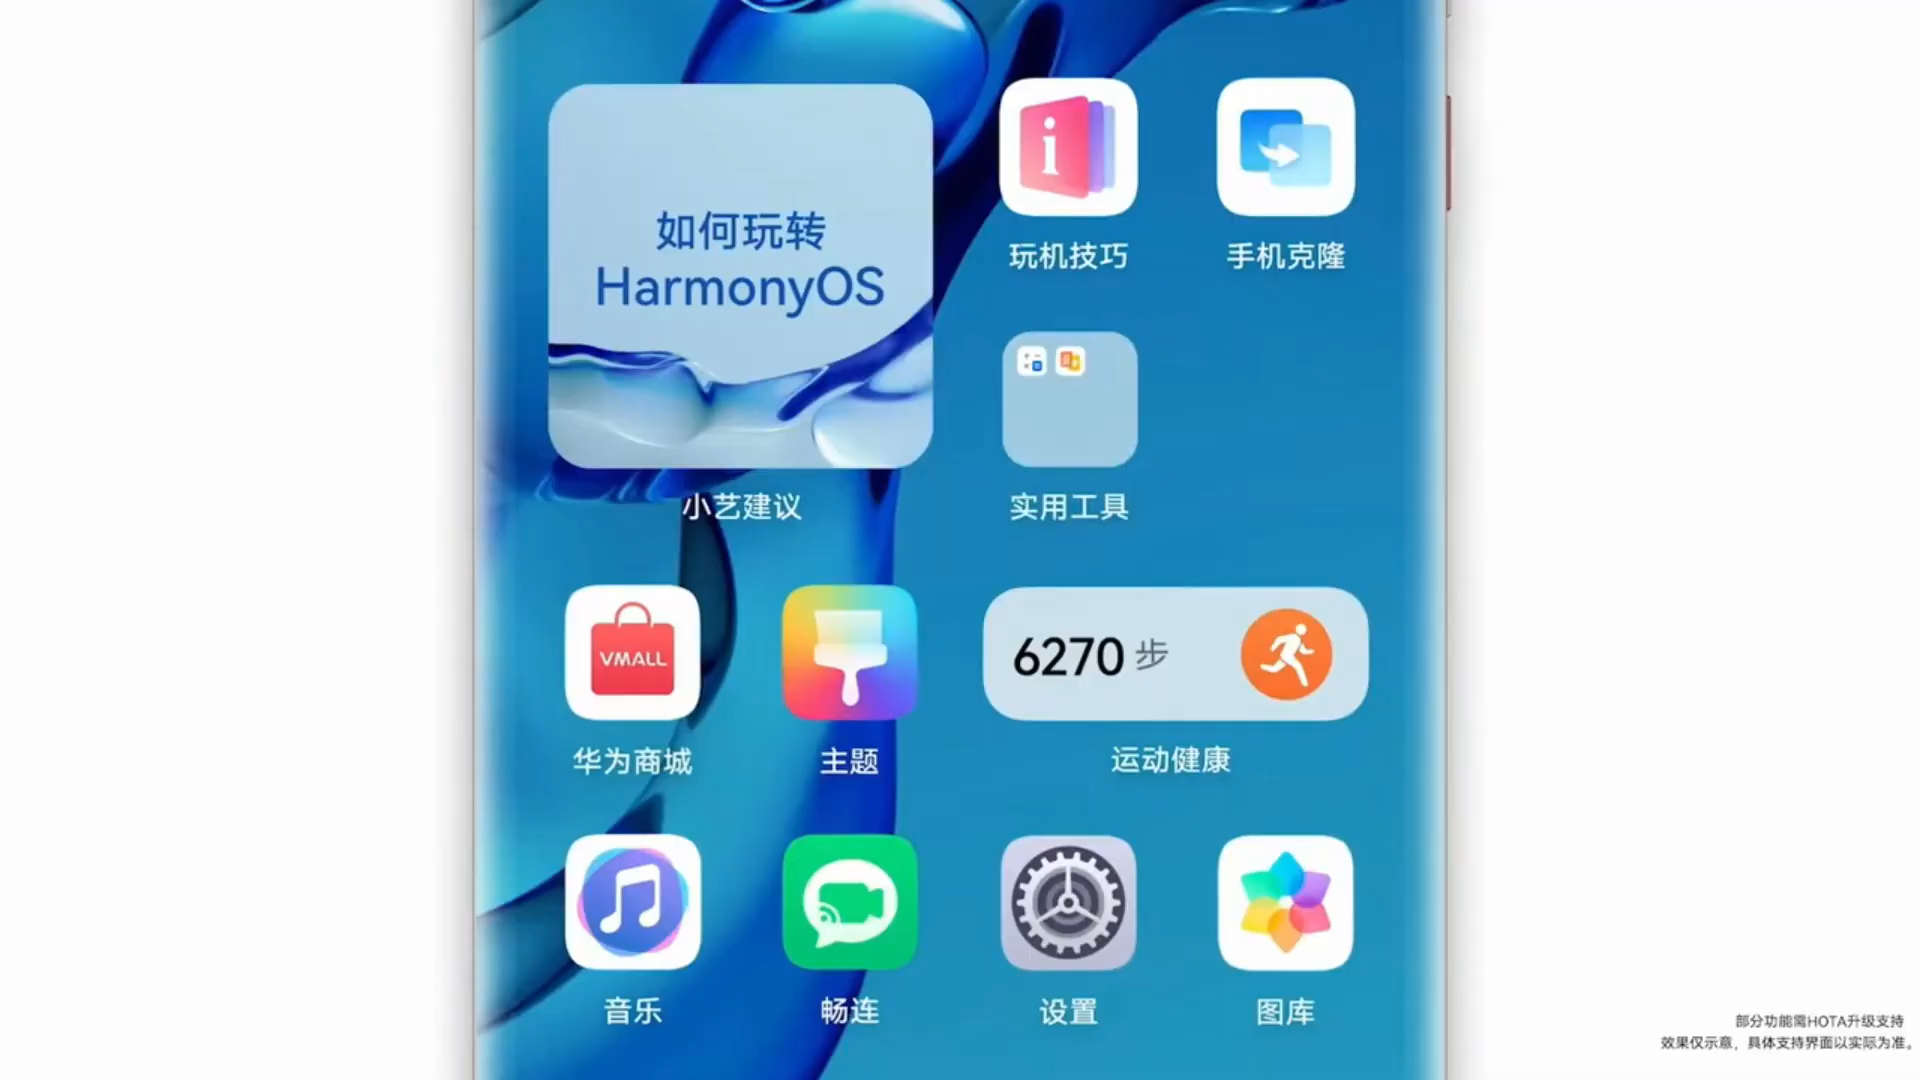 如何玩转
HarmonyOS
小艺建议
玩机技巧
手机克隆
实用工具
VMALL
华为商城
主题
6270 步
运动健康
音乐
畅连
设置
图库
部分功能需HOTA升级支持
效果仅示意，具体支持界面以实际为准。